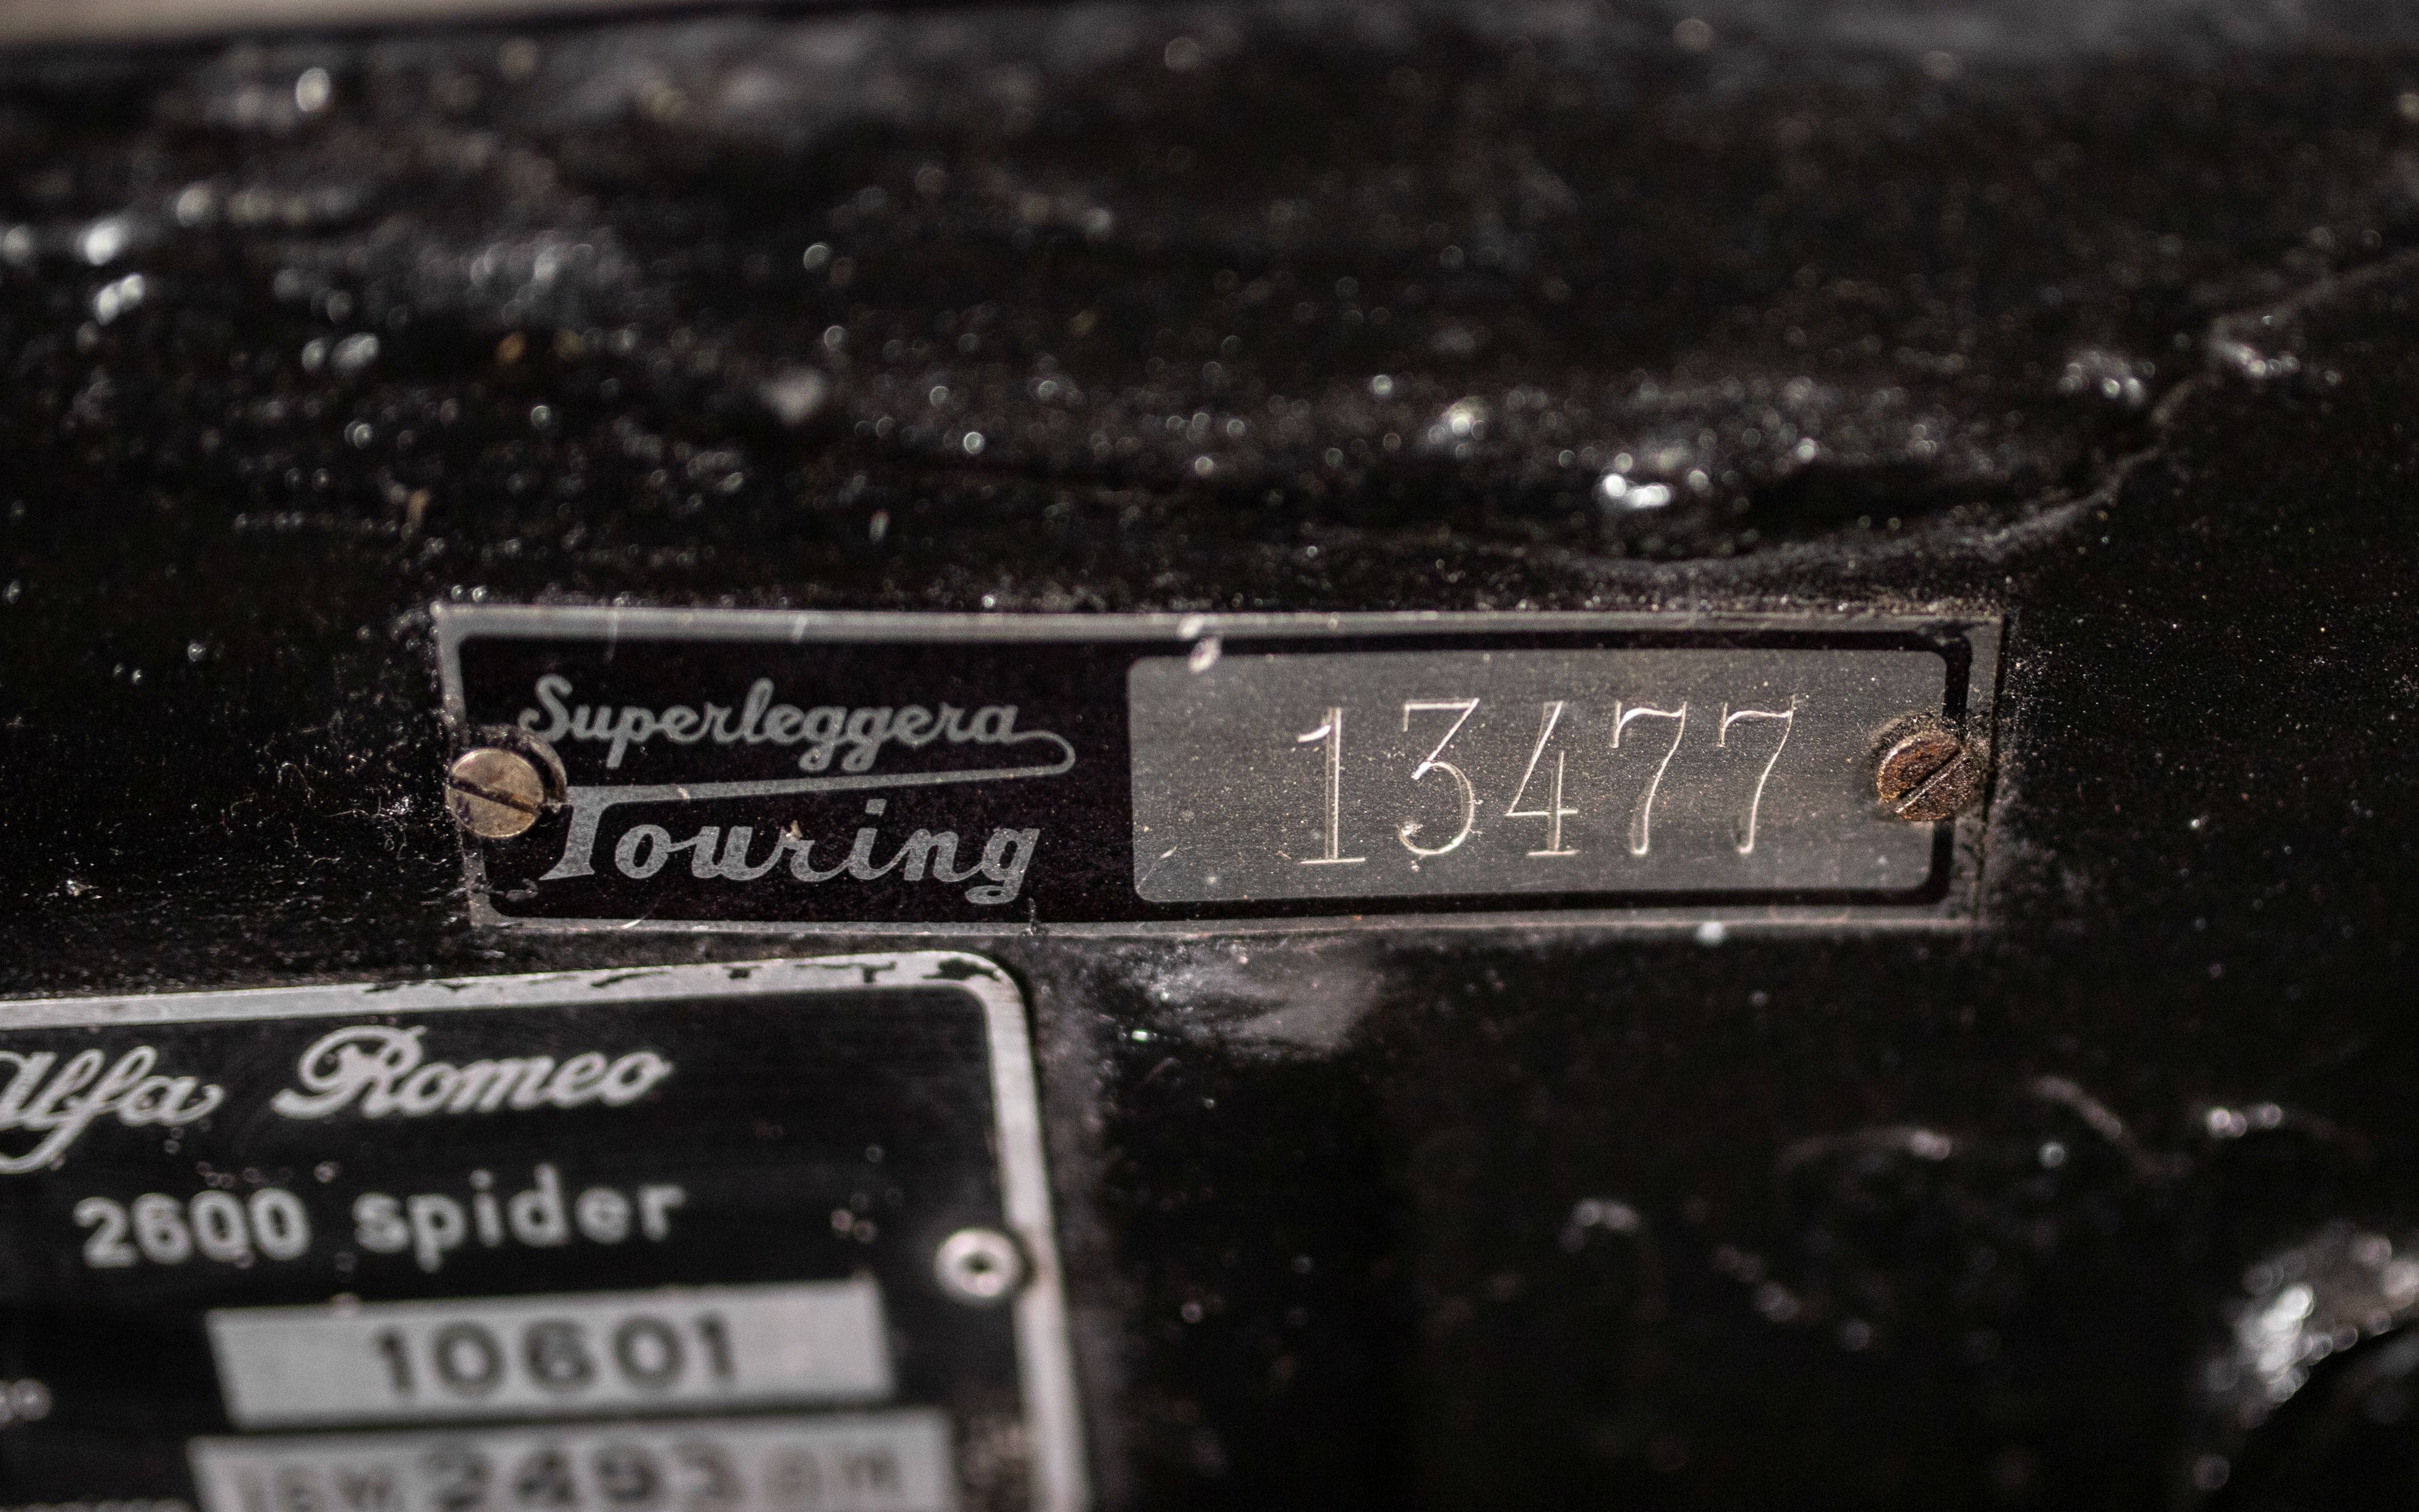 Superleggera
Touring
13477
Alfa Romeo
2600 spider
10601